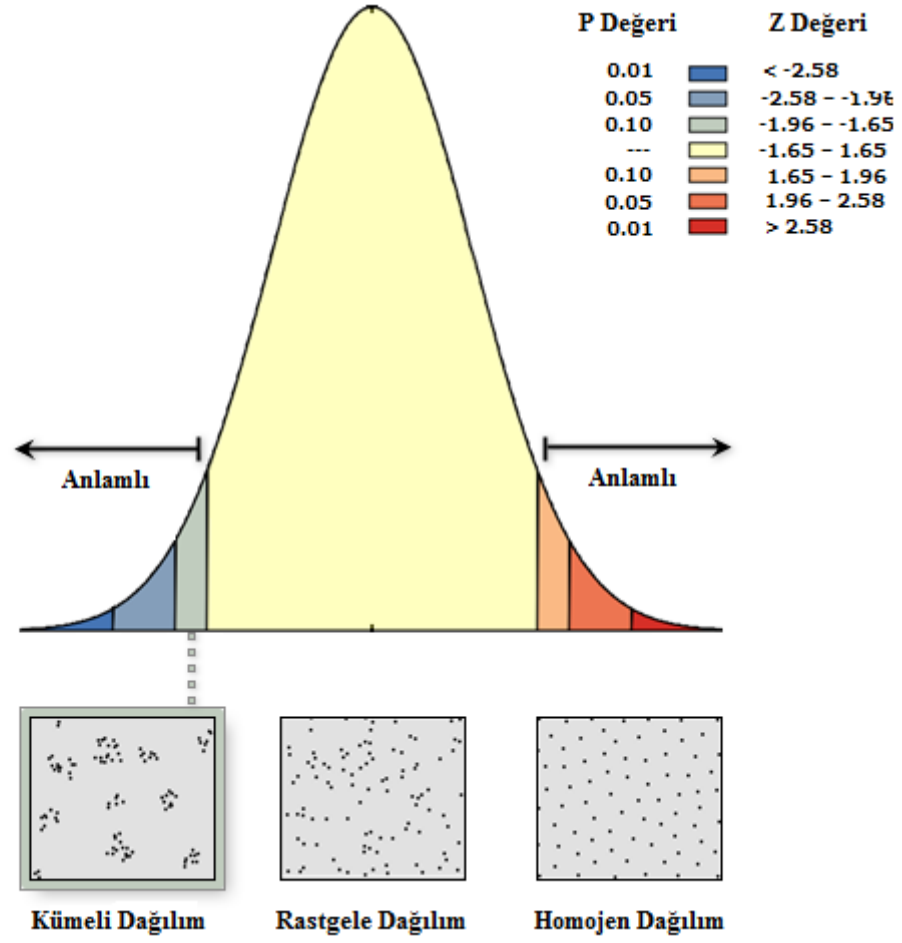 P Değeri Z Değeri
0.01 < -2.58
0.05 -2.58 – -1.96
0.10 -1.96 – -1.65
--- -1.65 – 1.65
0.10 1.65 – 1.96
0.05 1.96 – 2.58
0.01 > 2.58
Anlamlı Anlamlı
Kümeli Dağılım Rastgele Dağılım Homojen Dağılım